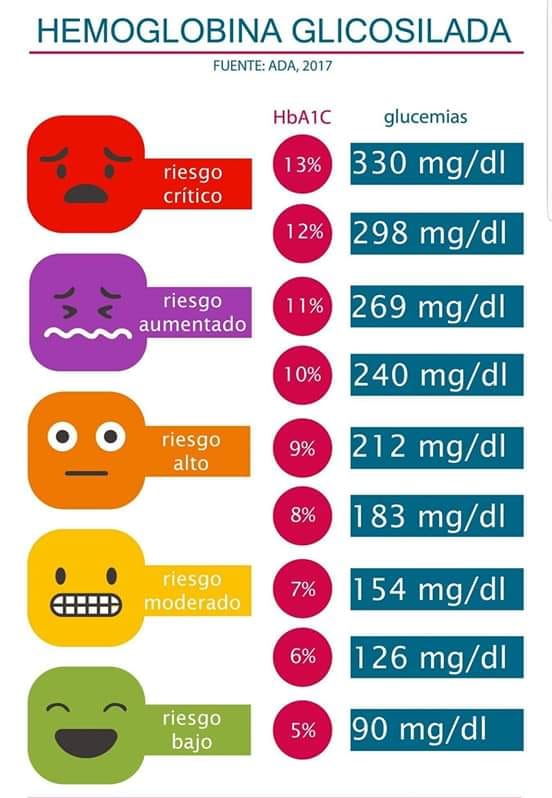 HEMOGLOBINA GLICOSILADA
FUENTE: ADA, 2017
HbA1C glucemias
riesgo
crítico
13% 330 mg/dl
12% 298 mg/dl
riesgo
aumentado
11% 269 mg/dl
10% 240 mg/dl
riesgo
alto
9% 212 mg/dl
8% 183 mg/dl
riesgo
moderado
7% 154 mg/dl
6% 126 mg/dl
riesgo
bajo
5% 90 mg/dl